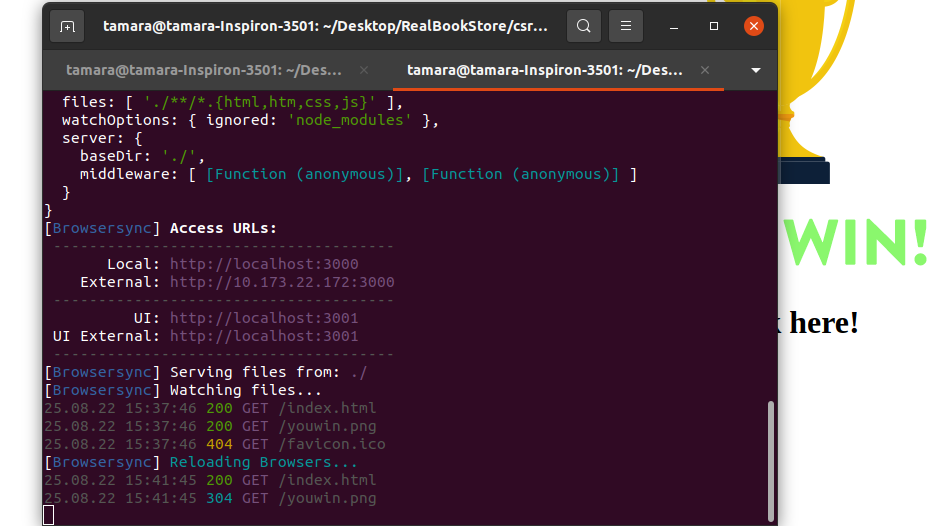 tamara@tamara-Inspiron-3501: ~/Desktop/RealBookStore/csr...
tamara@tamara-Inspiron-3501: ~/Des... × tamara@tamara-Inspiron-3501: ~/Des... ×
files: [ './**/*.{html,htm,css,js}' ],
watchOptions: { ignored: 'node_modules' },
server: {
baseDir: './',
middleware: [ [Function (anonymous)], [Function (anonymous)] ]
}
}
[Browsersync] Access URLs:
--------------------------------------
Local: http://localhost:3000
External: http://10.173.22.172:3000
--------------------------------------
UI: http://localhost:3001
UI External: http://localhost:3001
--------------------------------------
[Browsersync] Serving files from: ./
[Browsersync] Watching files...
25.08.22 15:37:46 200 GET /index.html
25.08.22 15:37:46 200 GET /youwin.png
25.08.22 15:37:46 404 GET /favicon.ico
[Browsersync] Reloading Browsers...
25.08.22 15:41:45 200 GET /index.html
25.08.22 15:41:45 304 GET /youwin.png
WIN!
here!